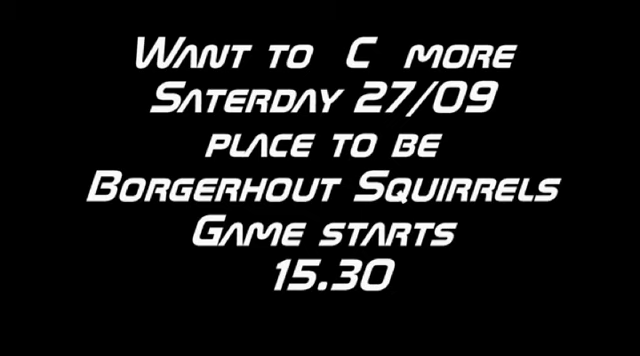 Want to C more
Saterday 27/09
place to be
Borgerhout Squirrels
Game starts
15.30